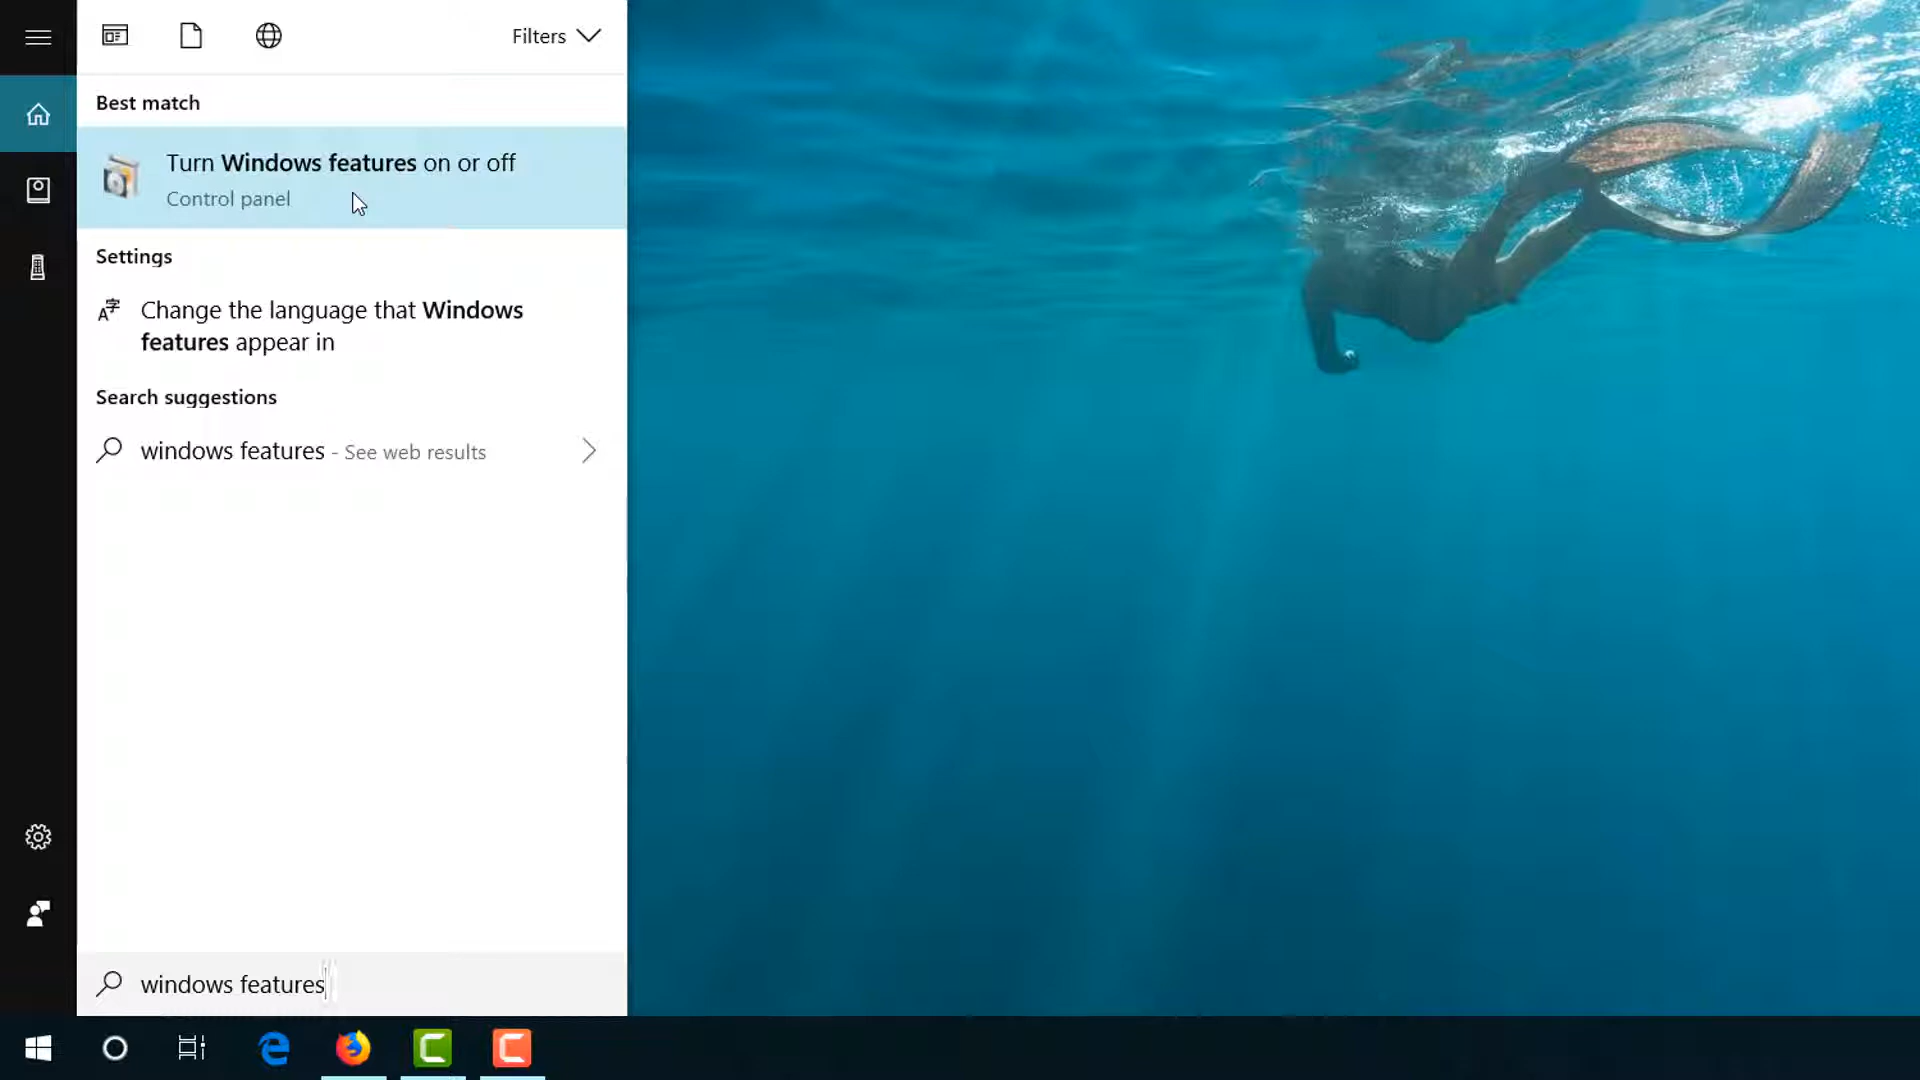 Filters
Best match
Turn Windows features on or off
Control panel
Settings
Change the language that Windows
features appear in
Search suggestions
windows features - See web results
windows features